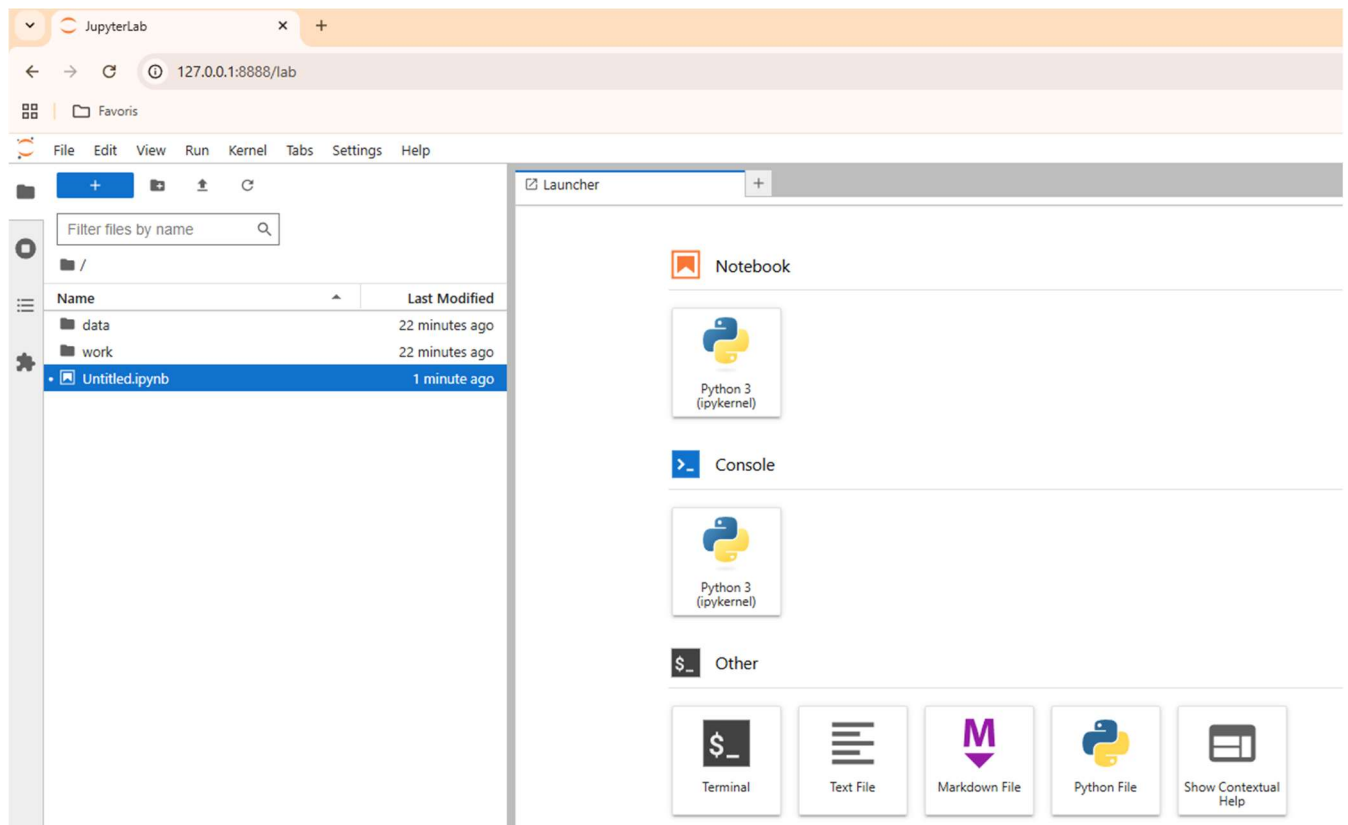 JupyterLab
127.0.0.1:8888/lab
Favoris
File Edit View Run Kernel Tabs Settings Help
+
Filter files by name
/
Name Last Modified
data 22 minutes ago
work 22 minutes ago
Untitled.ipynb 1 minute ago
Launcher
Notebook
Python 3
(ipykernel)
Console
Python 3
(ipykernel)
$_ Other
$_
M
Terminal Text File Markdown File Python File Show Contextual
Help